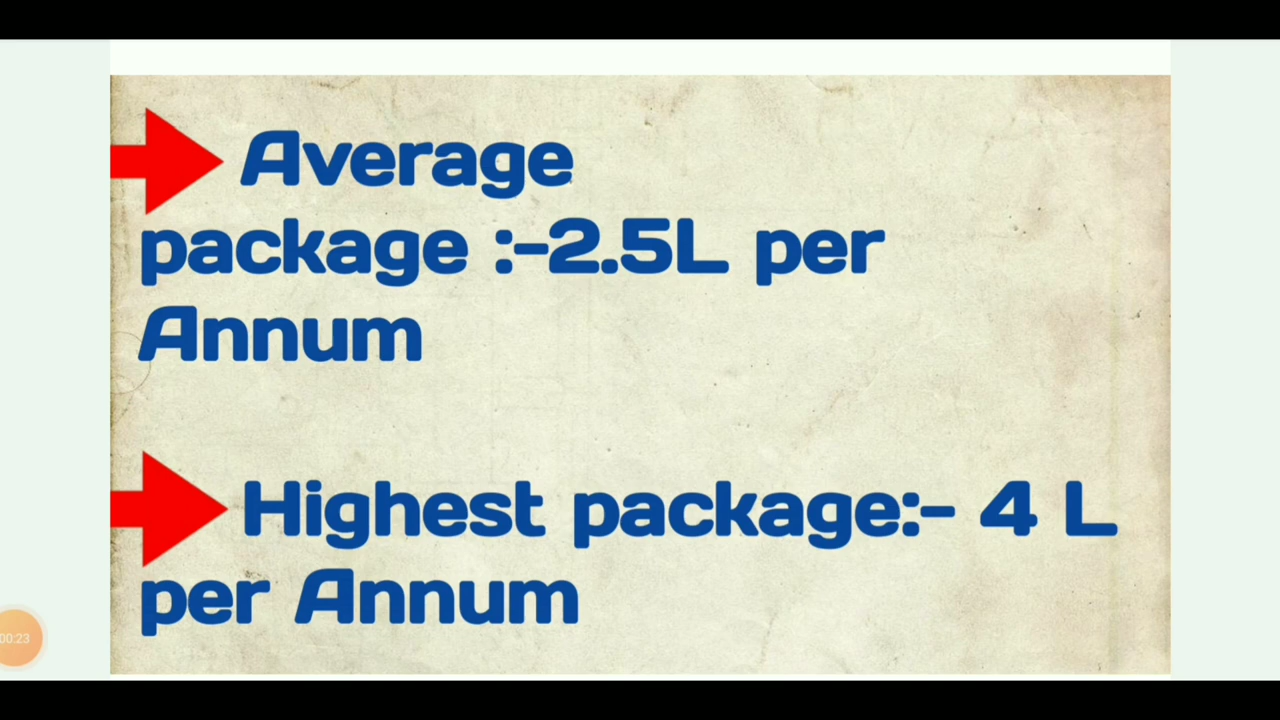 Average
package :-2.5L per
Annum
Highest package:- 4 L
per Annum
00:23